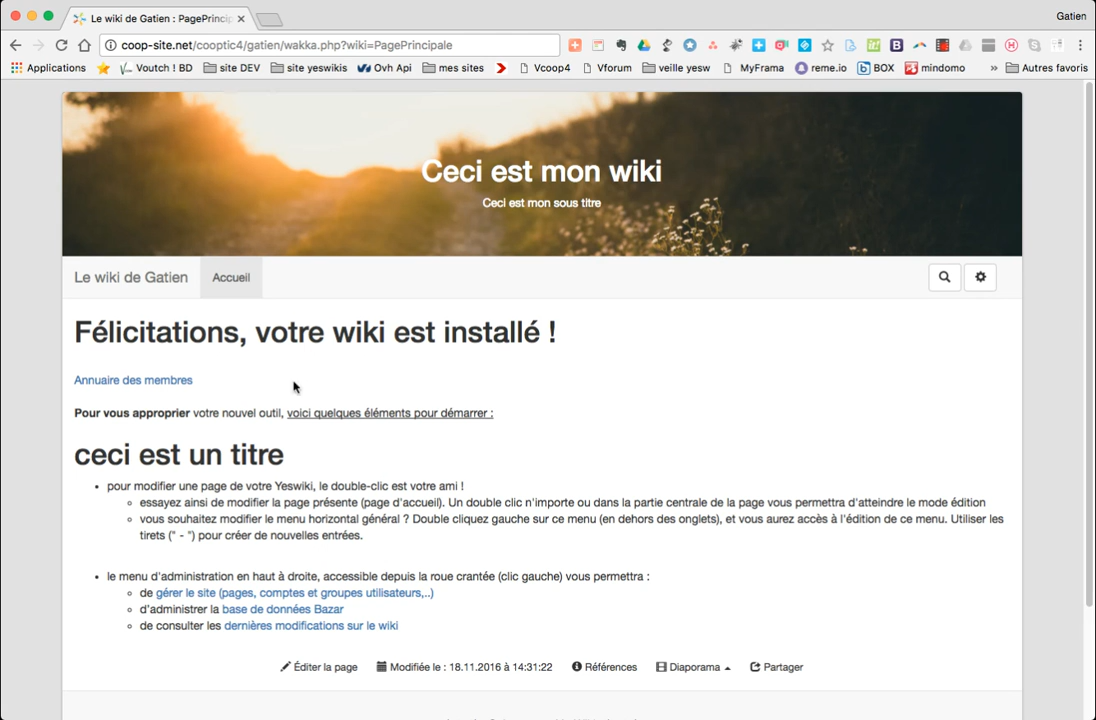 Le wiki de Gatien : PagePrincip
Gatien
coop-site.net/cooptic4/gatien/wakka.php?wiki=PagePrincipale
Applications Voutch ! BD site DEV site yeswikis Ovh Api mes sites Vcoop4 Vforum veille yesw MyFrama reme.io BOX mindomo » Autres favoris
Ceci est mon wiki
Ceci est mon sous titre
Le wiki de Gatien Accueil
Félicitations, votre wiki est installé !
Annuaire des membres
Pour vous approprier votre nouvel outil, voici quelques éléments pour démarrer :
ceci est un titre
• pour modifier une page de votre Yeswiki, le double-clic est votre ami !
◦ essayez ainsi de modifier la page présente (page d'accueil). Un double clic n'importe ou dans la partie centrale de la page vous permettra d'atteindre le mode édition
◦ vous souhaitez modifier le menu horizontal général ? Double cliquez gauche sur ce menu (en dehors des onglets), et vous aurez accès à l'édition de ce menu. Utiliser les
tirets (" - ") pour créer de nouvelles entrées.
• le menu d'administration en haut à droite, accessible depuis la roue crantée (clic gauche) vous permettra :
◦ de gérer le site (pages, comptes et groupes utilisateurs,..)
◦ d'administrer la base de données Bazar
◦ de consulter les dernières modifications sur le wiki
Éditer la page Modifiée le : 18.11.2016 à 14:31:22 Références Diaporama Partager